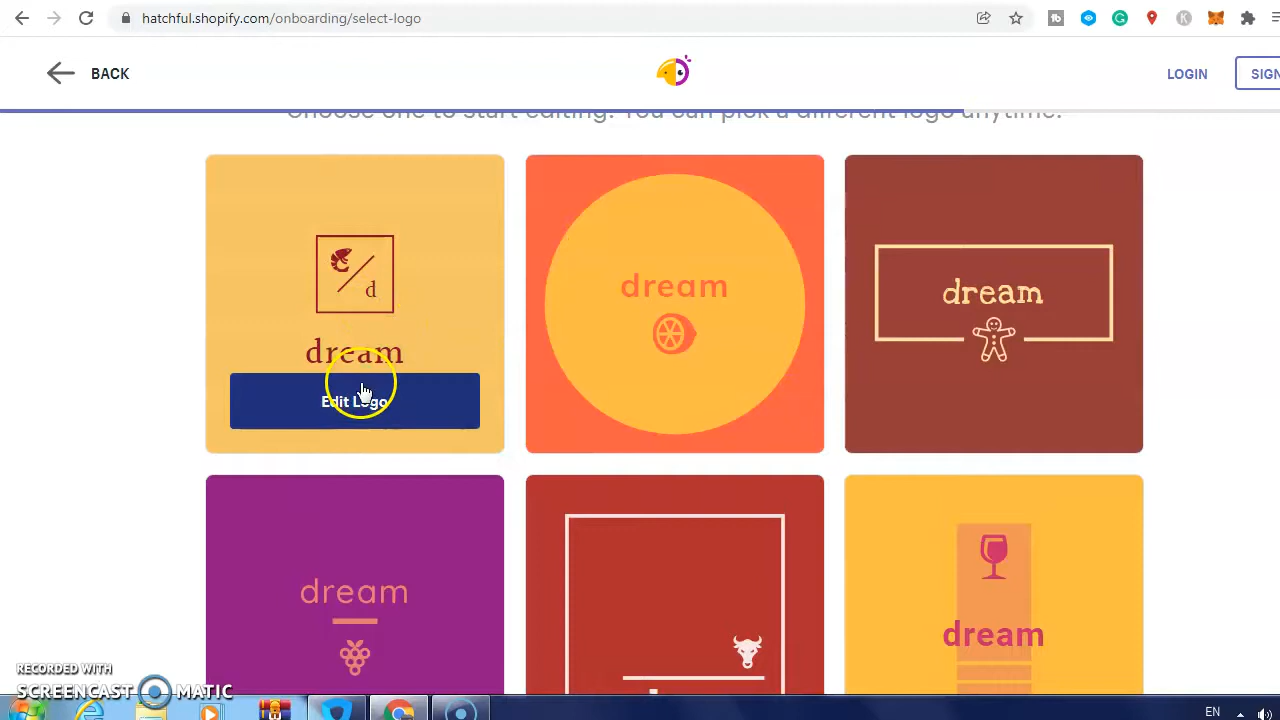 hatchful.shopify.com/onboarding/select-logo
BACK
LOGIN
SIGN
Choose one to start editing. You can pick a different logo anytime.
d
dream
Edit Logo
dream
dream
dream
dream
RECORDED WITH
SCREENCAST MATIC
EN